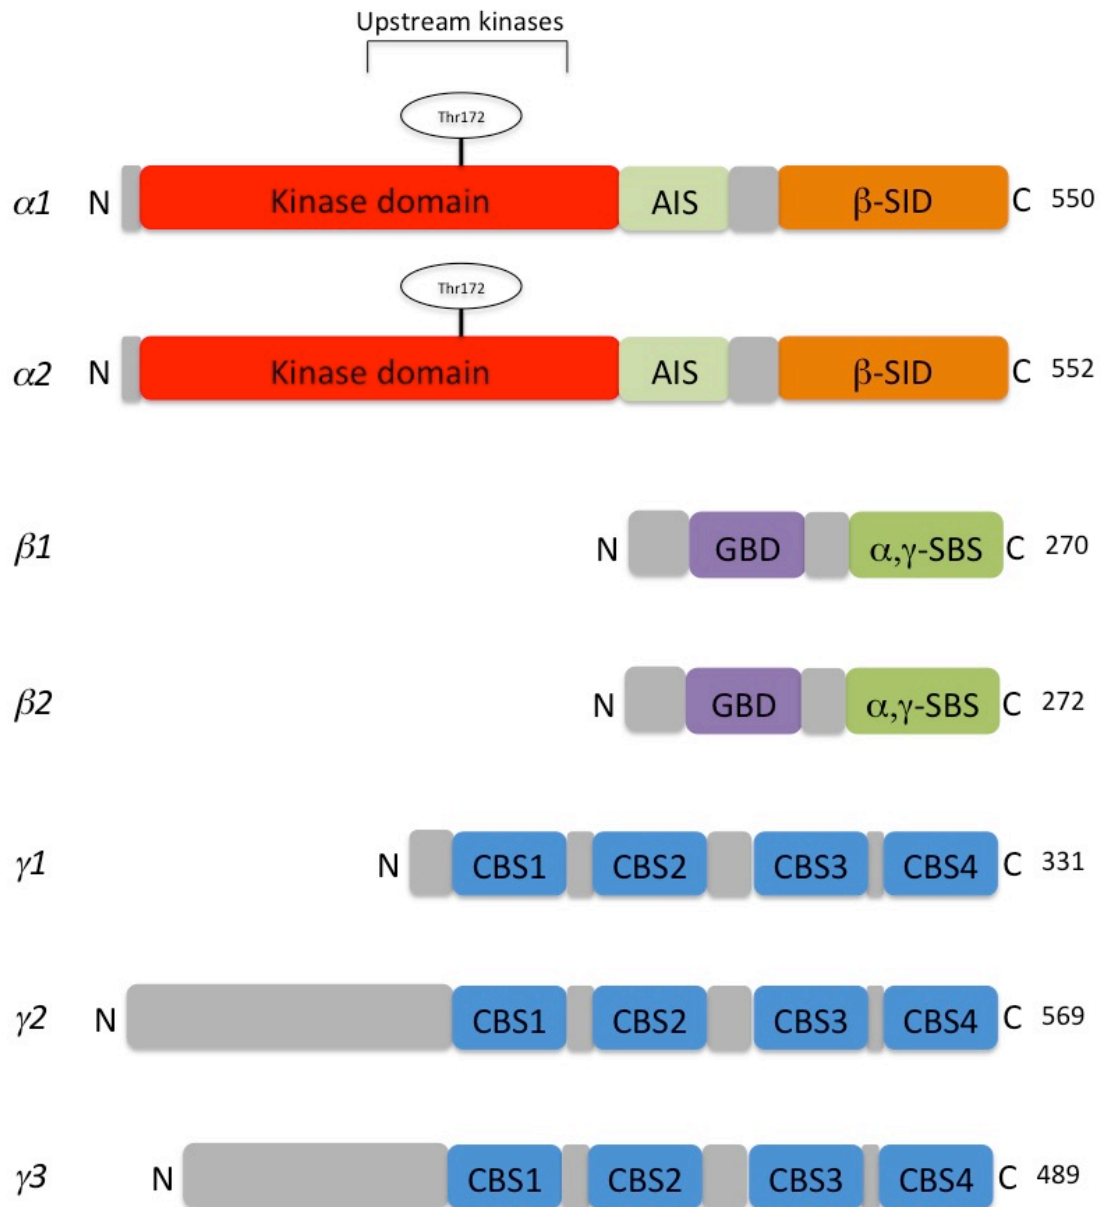 Upstream kinases
Thr172
α1 N Kinase domain AIS β-SID C 550
Thr172
α2 N Kinase domain AIS β-SID C 552
β1 N GBD α,γ-SBS C 270
β2 N GBD α,γ-SBS C 272
γ1 N CBS1 CBS2 CBS3 CBS4 C 331
γ2 N CBS1 CBS2 CBS3 CBS4 C 569
γ3 N CBS1 CBS2 CBS3 CBS4 C 489